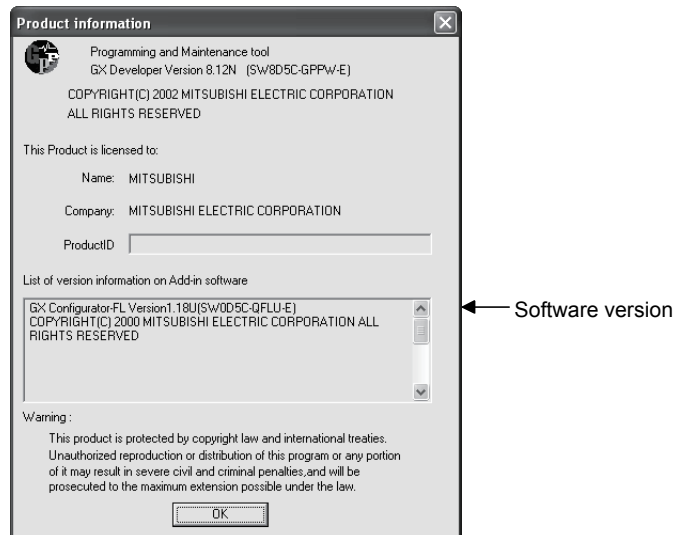 Product information
Programming and Maintenance tool
GX Developer Version 8.12N (SW8D5C-GPPW-E)
COPYRIGHT(C) 2002 MITSUBISHI ELECTRIC CORPORATION
ALL RIGHTS RESERVED
This Product is licensed to:
Name: MITSUBISHI
Company: MITSUBISHI ELECTRIC CORPORATION
ProductID
List of version information on Add-in software
GX Configurator-FL Version1.18U(SW0D5C-QFLU-E)
COPYRIGHT(C) 2000 MITSUBISHI ELECTRIC CORPORATION ALL
RIGHTS RESERVED
Software version
Warning :
This product is protected by copyright law and international treaties.
Unauthorized reproduction or distribution of this program or any portion
of it may result in severe civil and criminal penalties,and will be
prosecuted to the maximum extension possible under the law.
OK